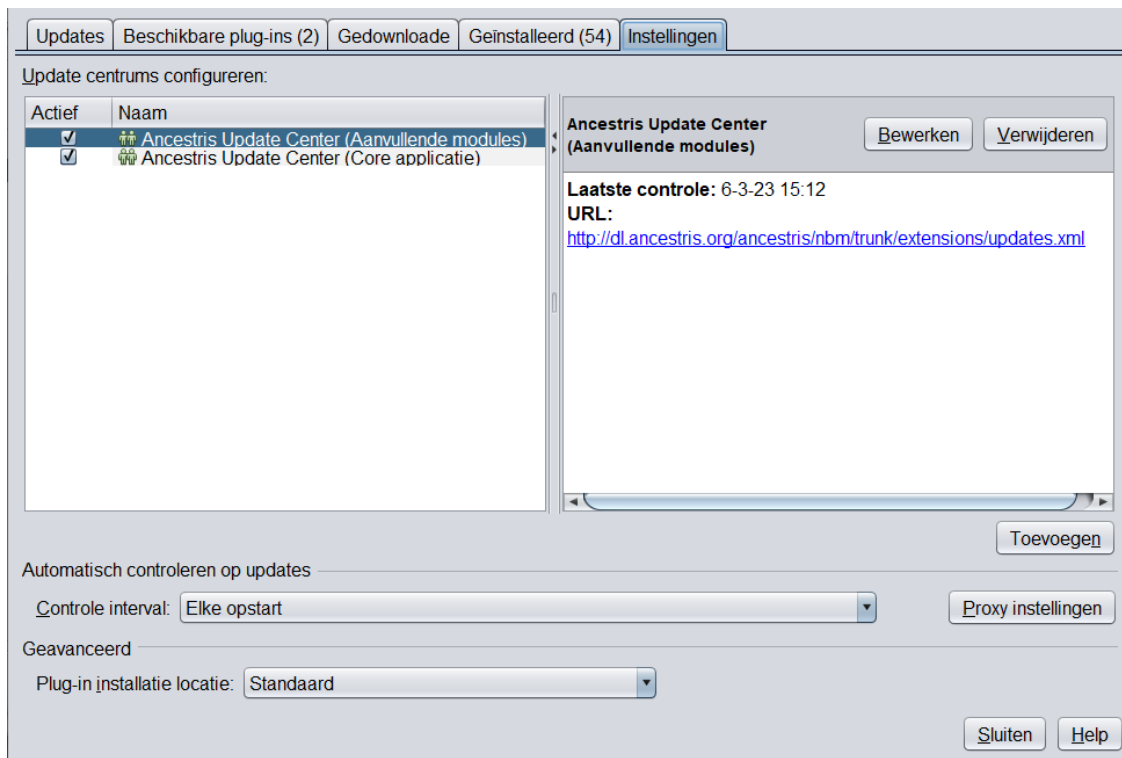 Updates Beschikbare plug-ins (2) Gedownloade Geïnstalleerd (54) Instellingen
Update centrums configureren:
Actief Naam
Ancestris Update Center (Aanvullende modules)
Ancestris Update Center (Core applicatie)
Ancestris Update Center
(Aanvullende modules)
Bewerken Verwijderen
Laatste controle: 6-3-23 15:12
URL:
http://dl.ancestris.org/ancestris/nbm/trunk/extensions/updates.xml
Toevoegen
Automatisch controleren op updates
Controle interval: Elke opstart Proxy instellingen
Geavanceerd
Plug-in installatie locatie: Standaard
Sluiten Help